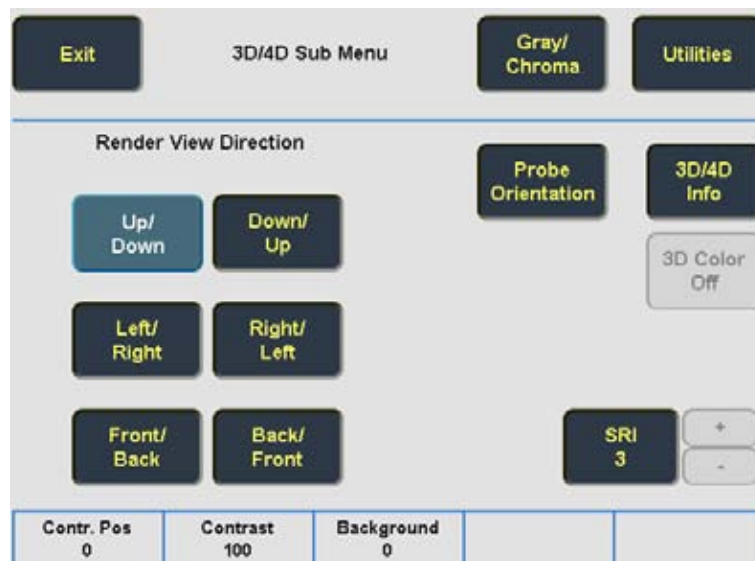 Exit
3D/4D Sub Menu
Gray/
Chroma
Utilities
Render View Direction
Probe
Orientation
3D/4D
Info
Up/
Down
Down/
Up
3D Color
Off
Left/
Right
Right/
Left
Front/
Back
Back/
Front
SRI
3
+
-
Contr. Pos
0
Contrast
100
Background
0